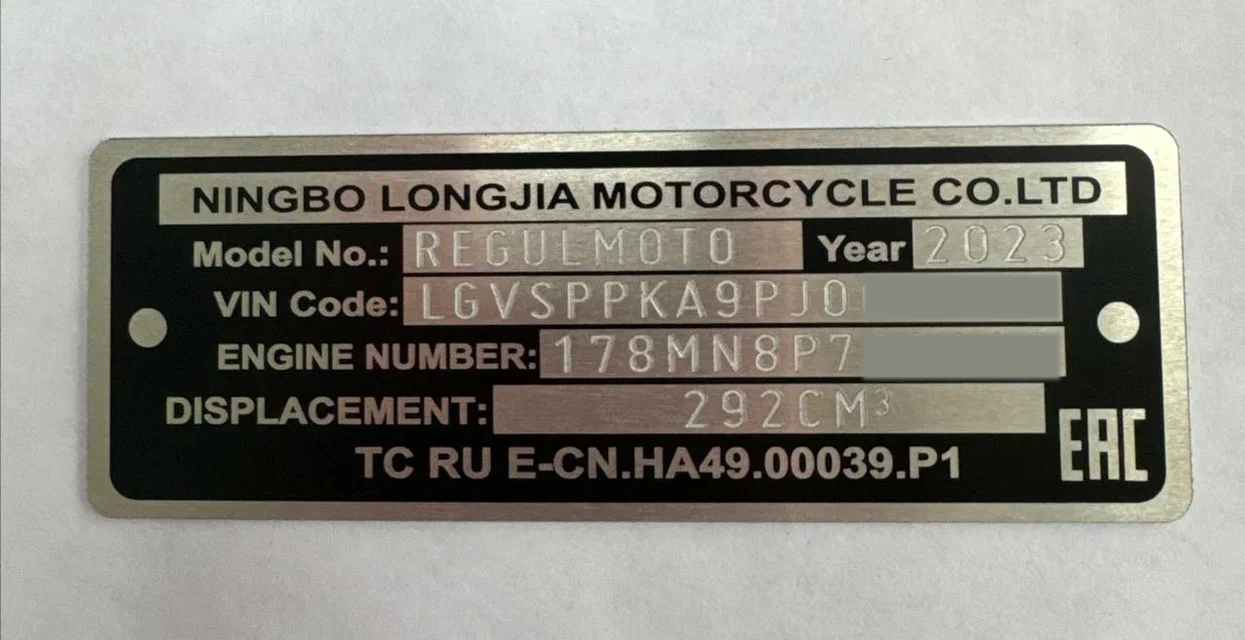 NINGBO LONGJIA MOTORCYCLE CO.LTD
Model No.: REGULMOTO Year 2023
VIN Code: LGVSPPKA9PJ0
ENGINE NUMBER: 178MN8P7
DISPLACEMENT: 292CM³
TC RU E-CN.HA49.00039.P1 EAC